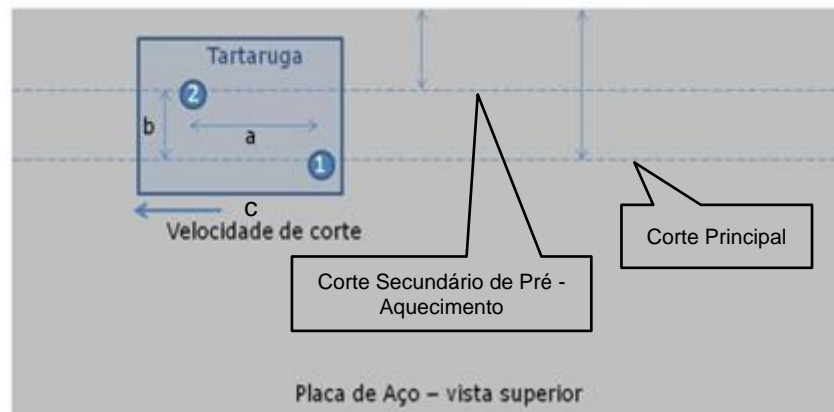 Tartaruga
2
b
a
1
c
Velocidade de corte
Corte Principal
Corte Secundário de Pré -
Aquecimento
Placa de Aço – vista superior